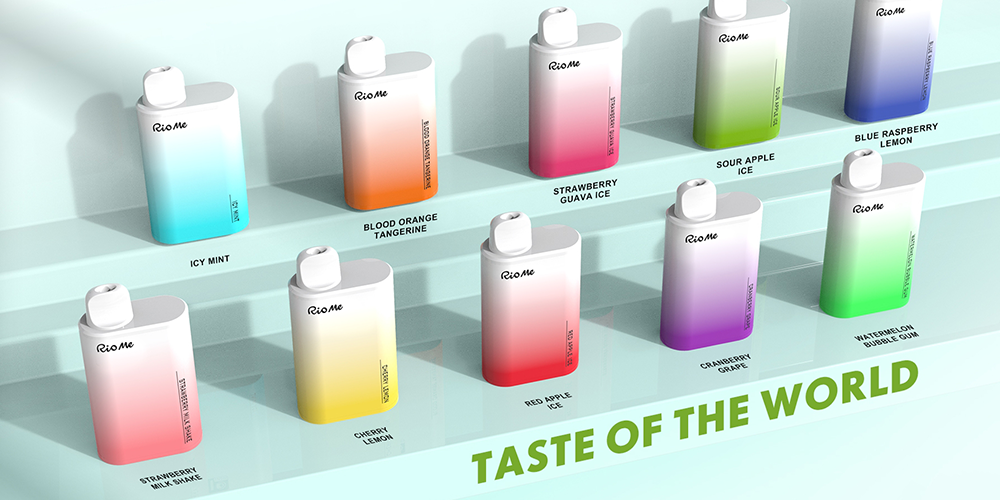 RioMe
BLUE RASPBERRY LEMON
BLUE RASPBERRY
LEMON
RioMe
SOUR APPLE ICE
SOUR APPLE
ICE
RioMe
STRAWBERRY GUAVA ICE
STRAWBERRY
GUAVA ICE
RioMe
BLOOD ORANGE TANGERINE
BLOOD ORANGE
TANGERINE
RioMe
ICY MINT
ICY MINT
RioMe
WATERMELON BUBBLE GUM
WATERMELON
BUBBLE GUM
RioMe
CRANBERRY GRAPE
CRANBERRY
GRAPE
RioMe
RED APPLE ICE
RED APPLE
ICE
RioMe
CHERRY LEMON
CHERRY
LEMON
RioMe
STRAWBERRY MILK SHAKE
STRAWBERRY
MILK SHAKE
TASTE OF THE WORLD